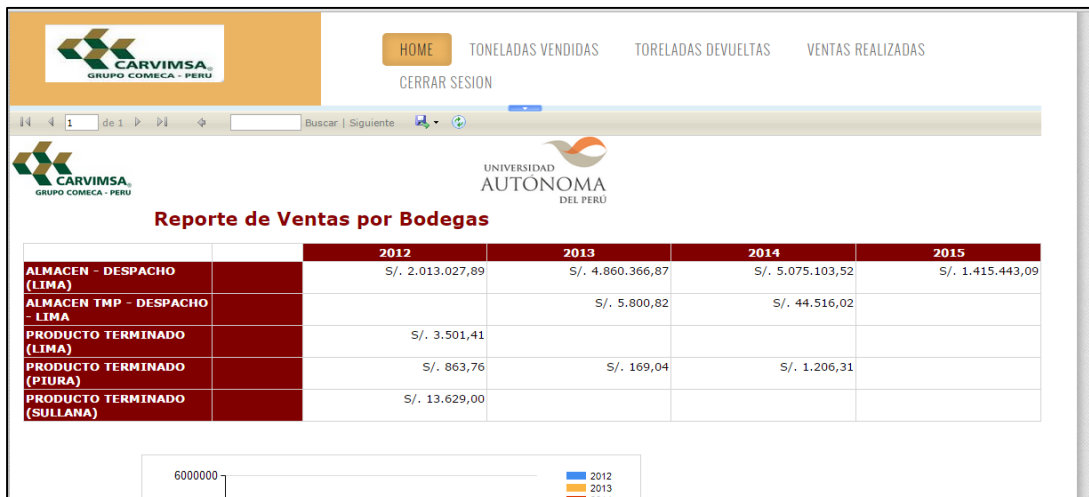 CARVIMSA®
GRUPO COMECA - PERU
HOME TONELADAS VENDIDAS TORELADAS DEVUELTAS VENTAS REALIZADAS
CERRAR SESION
1 de 1 Buscar | Siguiente
CARVIMSA®
GRUPO COMECA - PERU
UNIVERSIDAD
AUTÓNOMA
DEL PERÚ
Reporte de Ventas por Bodegas
2012 2013 2014 2015
ALMACEN - DESPACHO S/. 2.013.027,89 S/. 4.860.366,87 S/. 5.075.103,52 S/. 1.415.443,09
(LIMA)
ALMACEN TMP - DESPACHO S/. 5.800,82 S/. 44.516,02
- LIMA
PRODUCTO TERMINADO S/. 3.501,41
(LIMA)
PRODUCTO TERMINADO S/. 863,76 S/. 169,04 S/. 1.206,31
(PIURA)
PRODUCTO TERMINADO S/. 13.629,00
(SULLANA)
6000000 2012
2013